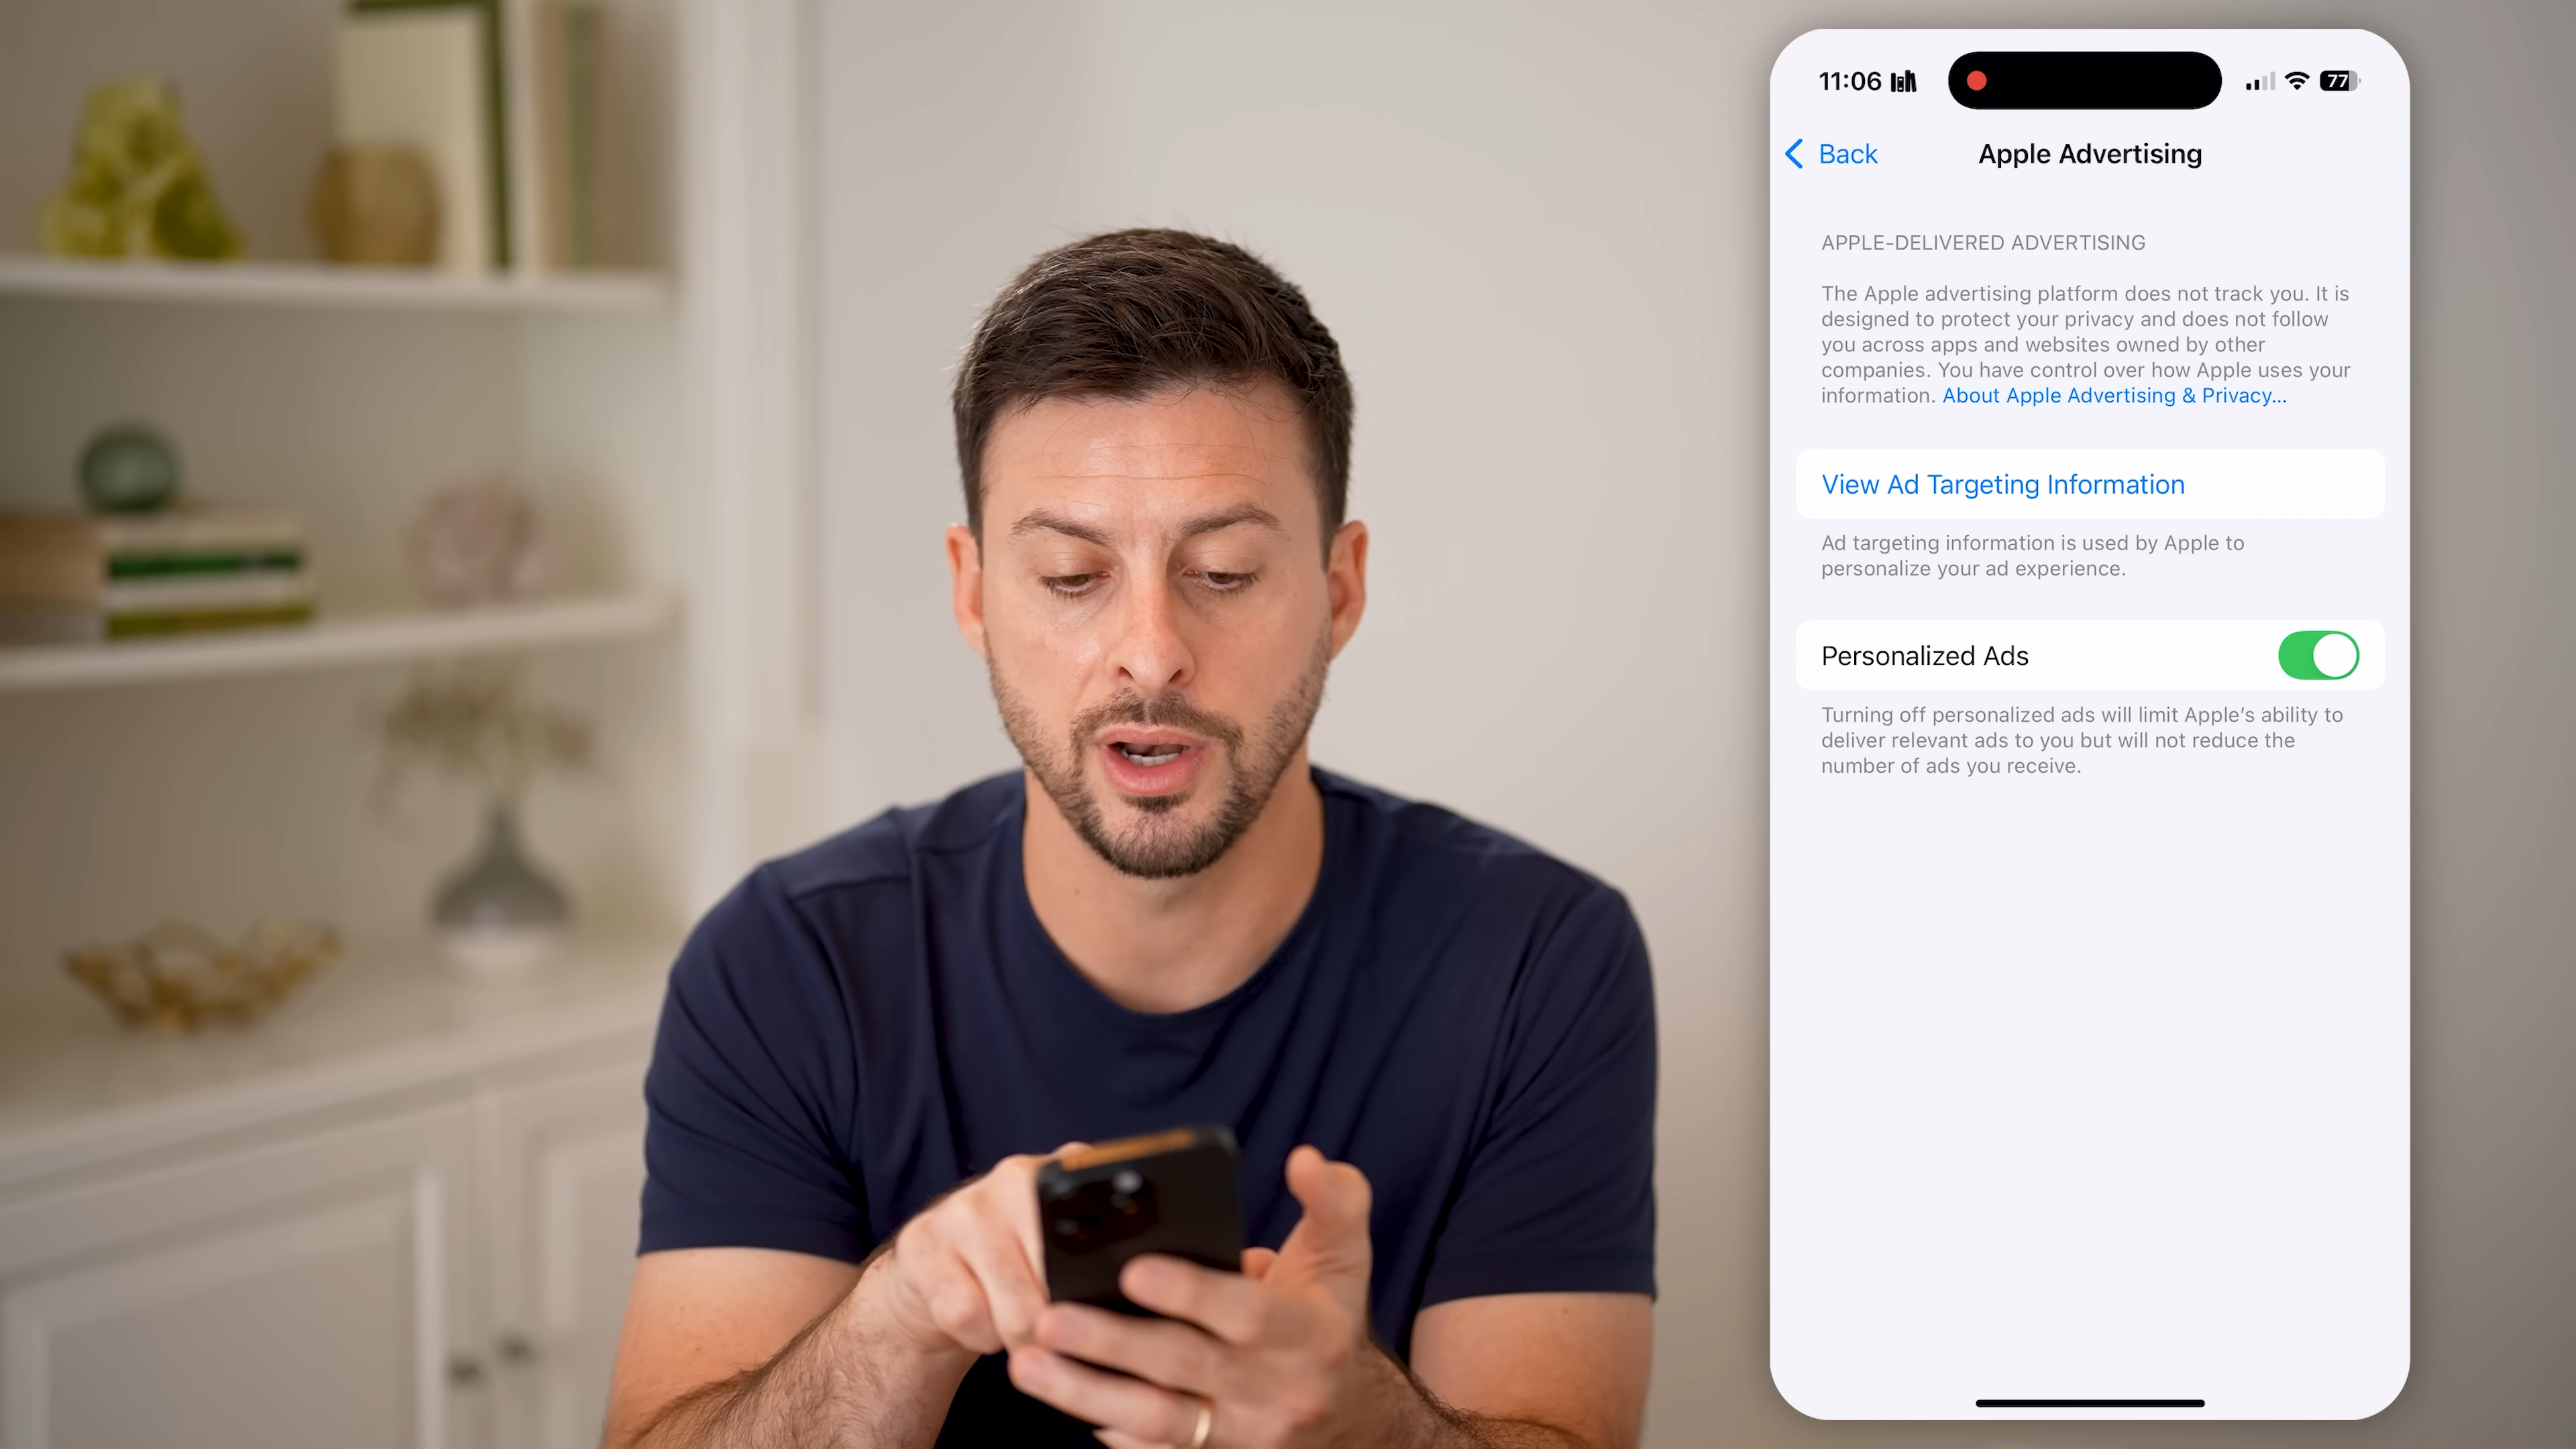 11:06
77
Back
Apple Advertising
APPLE-DELIVERED ADVERTISING
The Apple advertising platform does not track you. It is
designed to protect your privacy and does not follow
you across apps and websites owned by other
companies. You have control over how Apple uses your
information. About Apple Advertising & Privacy...
View Ad Targeting Information
Ad targeting information is used by Apple to
personalize your ad experience.
Personalized Ads
Turning off personalized ads will limit Apple’s ability to
deliver relevant ads to you but will not reduce the
number of ads you receive.